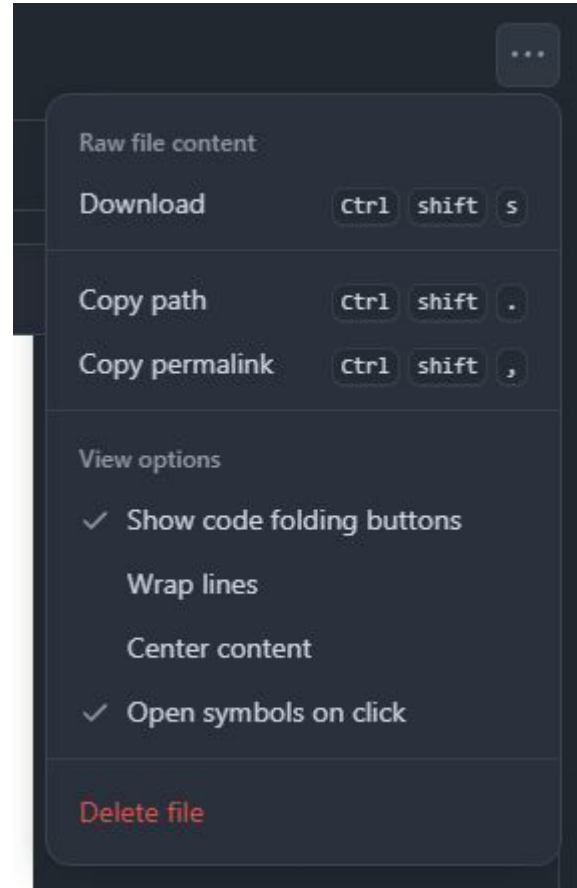 ...
Raw file content
Download Ctrl shift s
Copy path Ctrl shift .
Copy permalink Ctrl shift ,
View options
✓ Show code folding buttons
Wrap lines
Center content
✓ Open symbols on click
Delete file